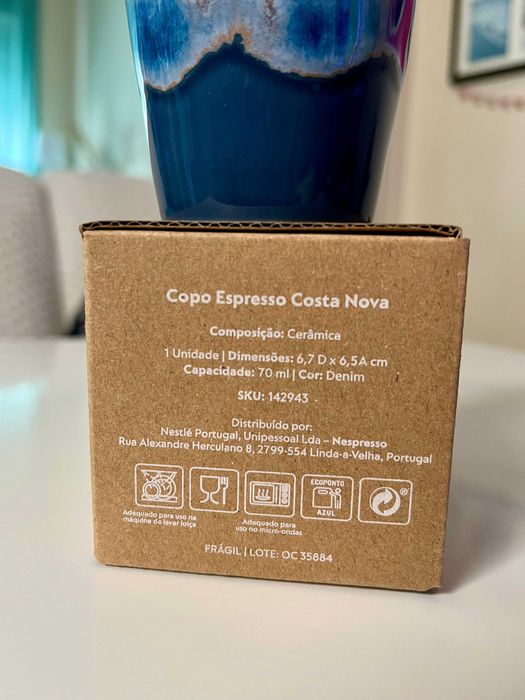 Copo Espresso Costa Nova
Composição: Cerâmica
1 Unidade | Dimensões: 6,7 D x 6,5A cm
Capacidade: 70 ml | Cor: Denim
SKU: 142943
Distribuído por:
Nestlé Portugal, Unipessoal Lda – Nespresso
Rua Alexandre Herculano 8, 2799-554 Linda-a-Velha, Portugal
ECOPONTO
AZUL
®
Adequado para uso na
máquina de lavar loiça
Adequado para
uso no micro-ondas
FRÁGIL | LOTE: OC 35884